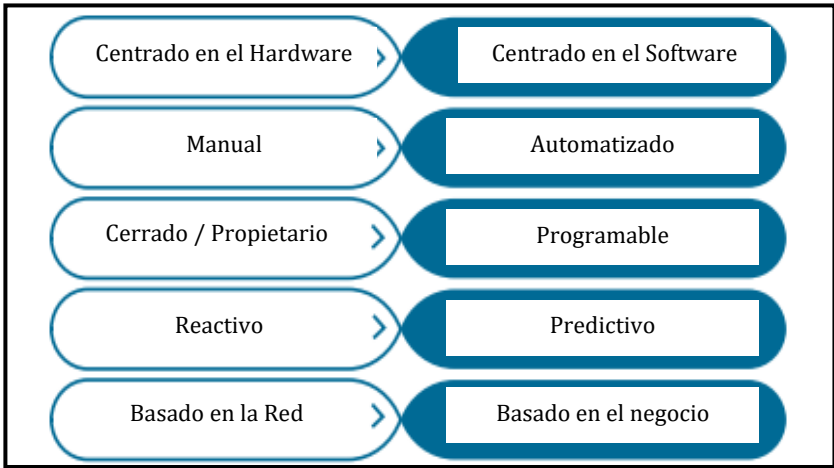 Centrado en el Hardware
Centrado en el Software
Manual
Automatizado
Cerrado / Propietario
Programable
Reactivo
Predictivo
Basado en la Red
Basado en el negocio